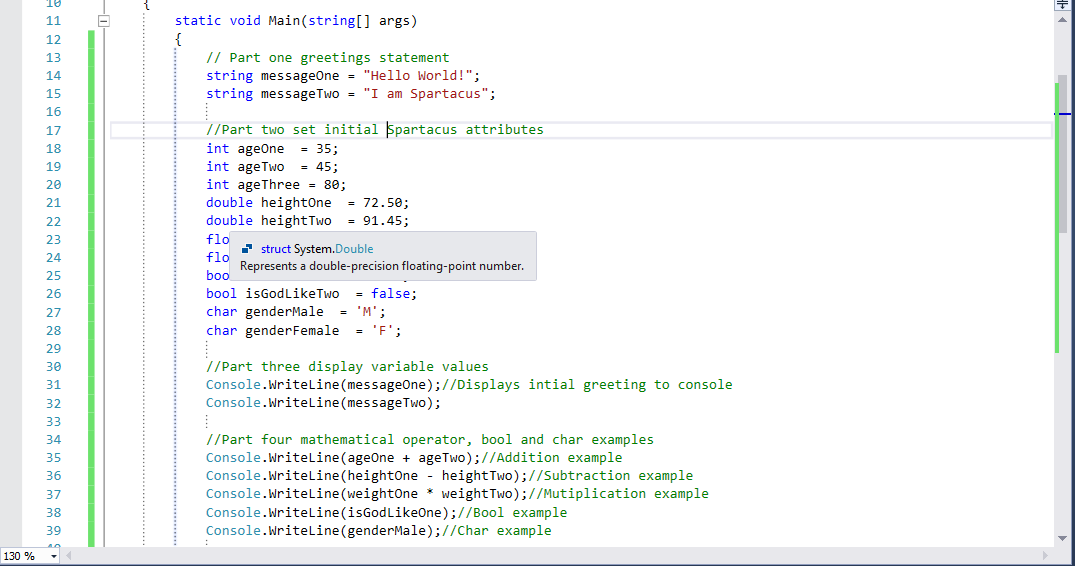 10 {
11 static void Main(string[] args)
12 {
13 // Part one greetings statement
14 string messageOne = "Hello World!";
15 string messageTwo = "I am Spartacus";
16
17 //Part two set initial Spartacus attributes
18 int ageOne  = 35;
19 int ageTwo  = 45;
20 int ageThree = 80;
21 double heightOne  = 72.50;
22 double heightTwo  = 91.45;
23 flo
struct System.Double
24 flo
Represents a double-precision floating-point number.
25 boo
26 bool isGodLikeTwo  = false;
27 char genderMale  = 'M';
28 char genderFemale  = 'F';
29
30 //Part three display variable values
31 Console.WriteLine(messageOne);//Displays intial greeting to console
32 Console.WriteLine(messageTwo);
33
34 //Part four mathematical operator, bool and char examples
35 Console.WriteLine(ageOne + ageTwo);//Addition example
36 Console.WriteLine(heightOne - heightTwo);//Subtraction example
37 Console.WriteLine(weightOne * weightTwo);//Mutiplication example
38 Console.WriteLine(isGodLikeOne);//Bool example
39 Console.WriteLine(genderMale);//Char example
130 %